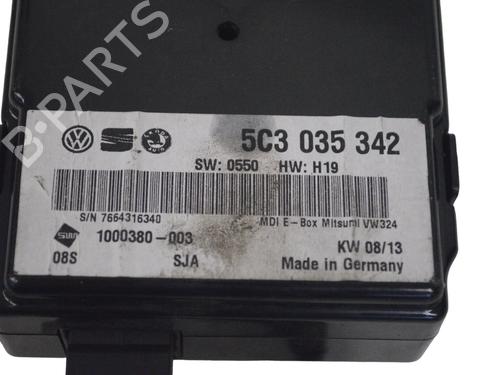 B-PARTS
5C3 035 342
SW: 0550 HW: H19
S/N 7664316340
MDI E-Box Mitsumi VW324
1000380-003
KW 08/13
08S
SJA
Made in Germany